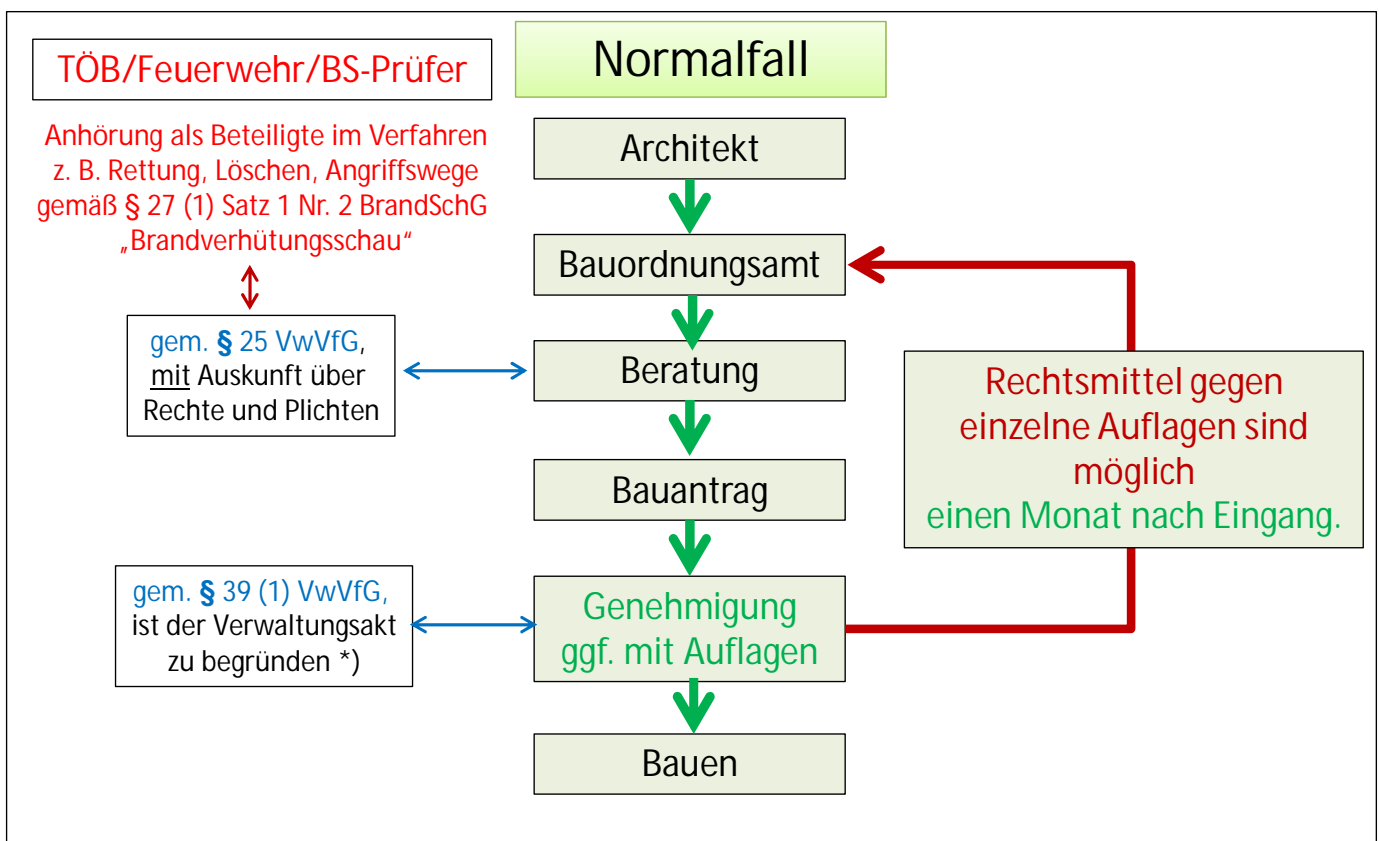 TÖB/Feuerwehr/BS-Prüfer
Anhörung als Beteiligte im Verfahren
z. B. Rettung, Löschen, Angriffswege
gemäß § 27 (1) Satz 1 Nr. 2 BrandSchG
„Brandverhütungsschau“
gem. § 25 VwVfG,
mit Auskunft über
Rechte und Plichten
gem. § 39 (1) VwVfG,
ist der Verwaltungsakt
zu begründen *)
Normalfall
Architekt
Bauordnungsamt
Beratung
Bauantrag
Genehmigung
ggf. mit Auflagen
Bauen
Rechtsmittel gegen
einzelne Auflagen sind
möglich
einen Monat nach Eingang.